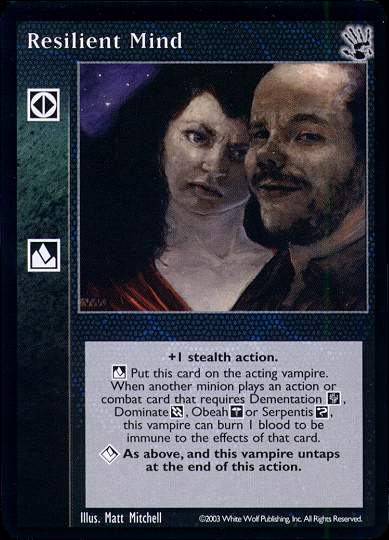 Resilient Mind
+1 stealth action.
Put this card on the acting vampire.
When another minion plays an action or
combat card that requires Dementation ,
Dominate , Obeah or Serpentis ,
this vampire can burn 1 blood to be
immune to the effects of that card.
As above, and this vampire untaps
at the end of this action.
Illus. Matt Mitchell
©2003 White Wolf Publishing, Inc. All Rights Reserved.